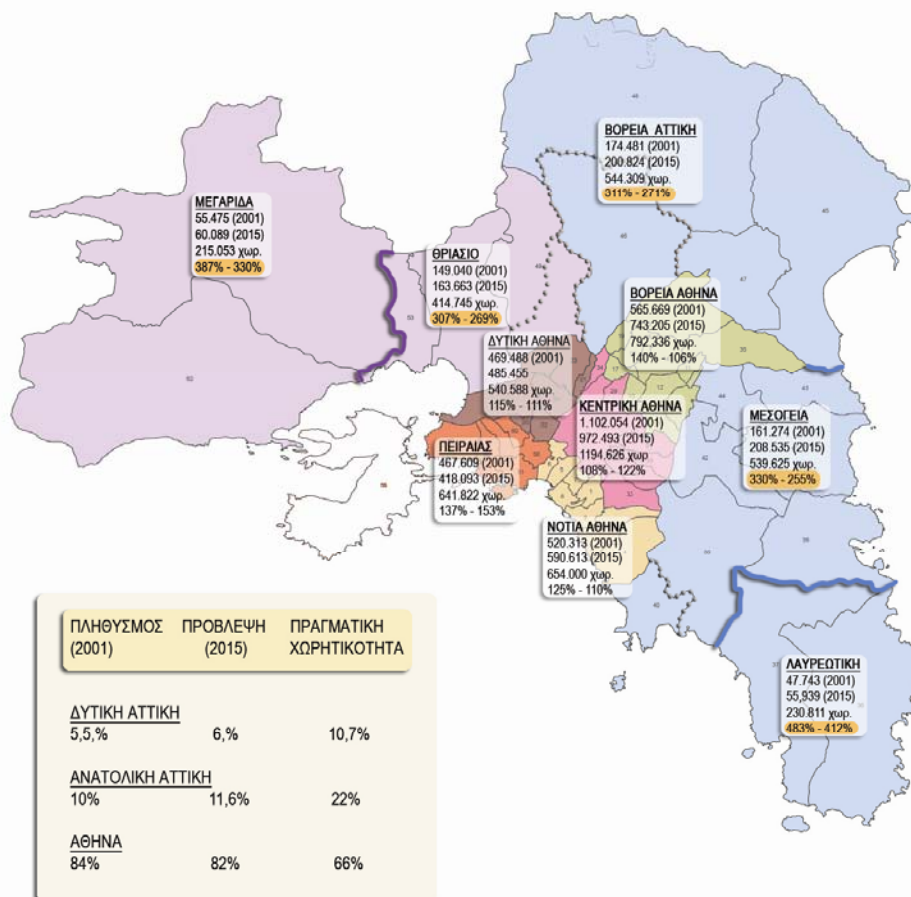 ΒΟΡΕΙΑ ΑΤΤΙΚΗ
174.481 (2001)
200.824 (2015)
544.309 χωρ.
311% - 271%
ΜΕΓΑΡΙΔΑ
55.475 (2001)
60.089 (2015)
215.053 χωρ.
387% - 330%
ΘΡΙΑΣΙΟ
149.040 (2001)
163.663 (2015)
414.745 χωρ.
307% - 269%
ΒΟΡΕΙΑ ΑΘΗΝΑ
565.669 (2001)
743.205 (2015)
792.336 χωρ.
140% - 106%
ΔΥΤΙΚΗ ΑΘΗΝΑ
469.488 (2001)
485.455
540.588 χωρ.
115% - 111%
ΚΕΝΤΡΙΚΗ ΑΘΗΝΑ
1.102.054 (2001)
972.493 (2015)
1194.626 χωρ
108% - 122%
ΜΕΣΟΓΕΙΑ
161.274 (2001)
208.535 (2015)
539.625 χωρ.
330% - 255%
ΠΕΙΡΑΙΑΣ
467.609 (2001)
418.093 (2015)
641.822 χωρ.
137% - 153%
ΝΟΤΙΑ ΑΘΗΝΑ
520.313 (2001)
590.613 (2015)
654.000 χωρ.
125% - 110%
ΛΑΥΡΕΩΤΙΚΗ
47.743 (2001)
55,939 (2015)
230.811 χωρ.
483% - 412%
ΠΛΗΘΥΣΜΟΣ ΠΡΟΒΛΕΨΗ ΠΡΑΓΜΑΤΙΚΗ
(2001) (2015) ΧΩΡΗΤΙΚΟΤΗΤΑ
ΔΥΤΙΚΗ ΑΤΤΙΚΗ
5,5,% 6,% 10,7%
ΑΝΑΤΟΛΙΚΗ ΑΤΤΙΚΗ
10% 11,6% 22%
ΑΘΗΝΑ
84% 82% 66%